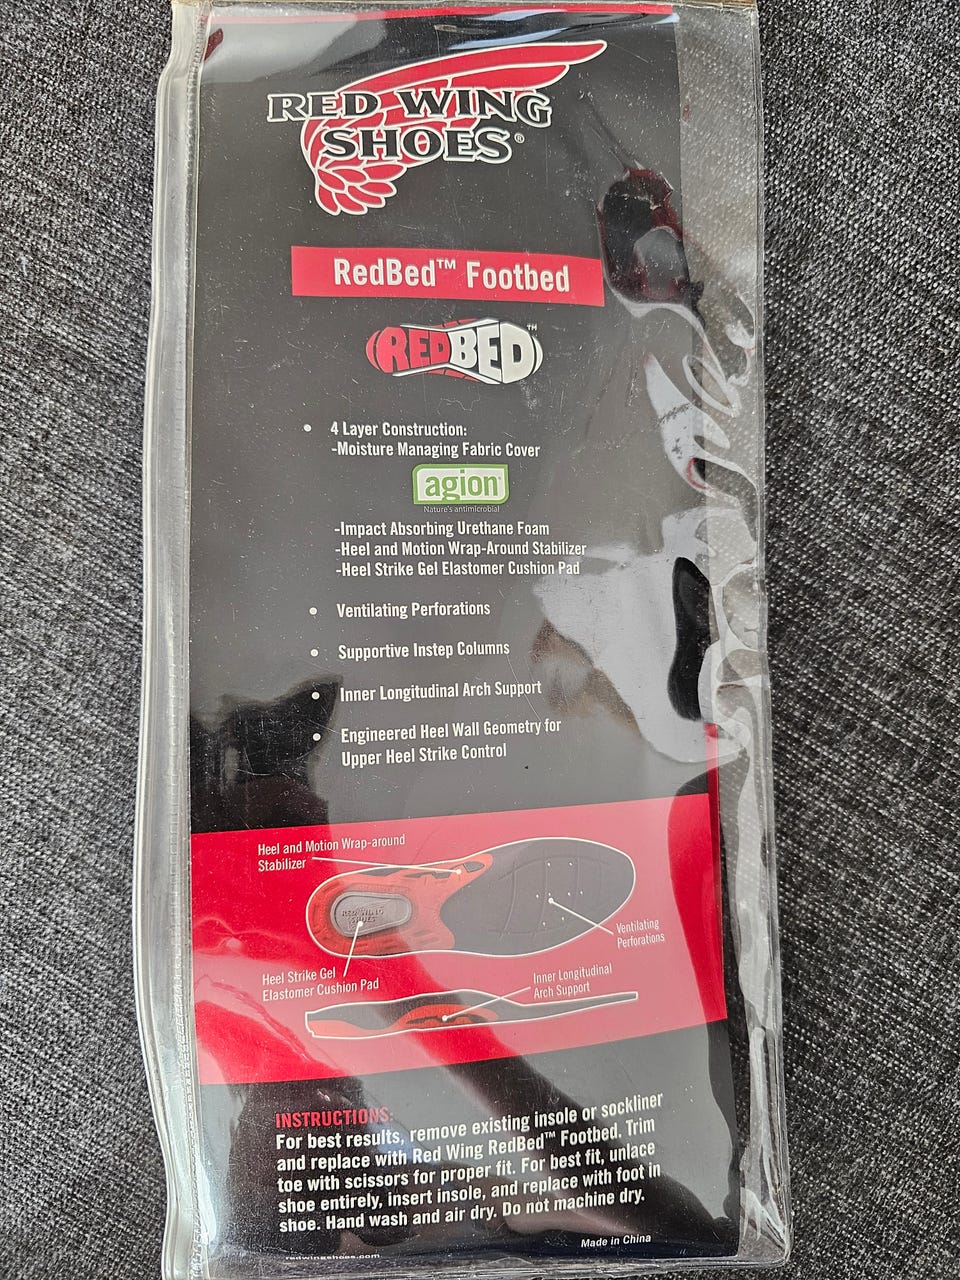 RED WING
SHOES®
RedBed™ Footbed
REDBED™
• 4 Layer Construction:
-Moisture Managing Fabric Cover
agion
Nature's antimicrobial
-Impact Absorbing Urethane Foam
-Heel and Motion Wrap-Around Stabilizer
-Heel Strike Gel Elastomer Cushion Pad
• Ventilating Perforations
• Supportive Instep Columns
• Inner Longitudinal Arch Support
• Engineered Heel Wall Geometry for
Upper Heel Strike Control
Heel and Motion Wrap-around
Stabilizer
RED WING
SHOES
Ventilating
Perforations
Heel Strike Gel
Elastomer Cushion Pad
Inner Longitudinal
Arch Support
INSTRUCTIONS:
For best results, remove existing insole or sockliner
and replace with Red Wing RedBed™ Footbed. Trim
toe with scissors for proper fit. For best fit, unlace
shoe entirely, insert insole, and replace with foot in
shoe. Hand wash and air dry. Do not machine dry.
Made in China
redwingshoes.com